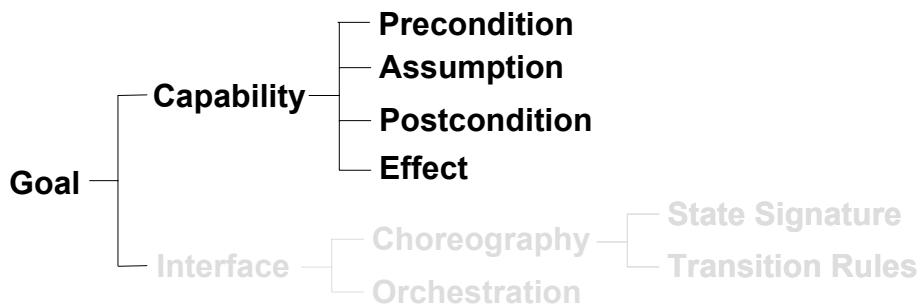 Precondition
Assumption
Capability
Postcondition
Effect
Goal
State Signature
Choreography
Interface
Transition Rules
Orchestration